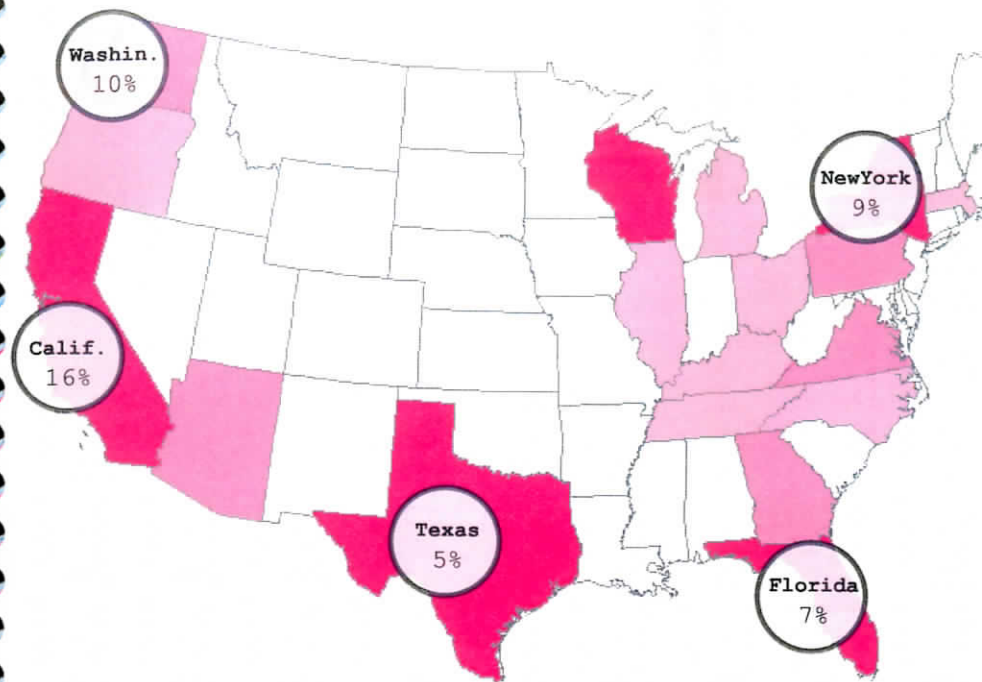 Washin.
10%
NewYork
9%
Calif.
16%
Texas
5%
Florida
7%